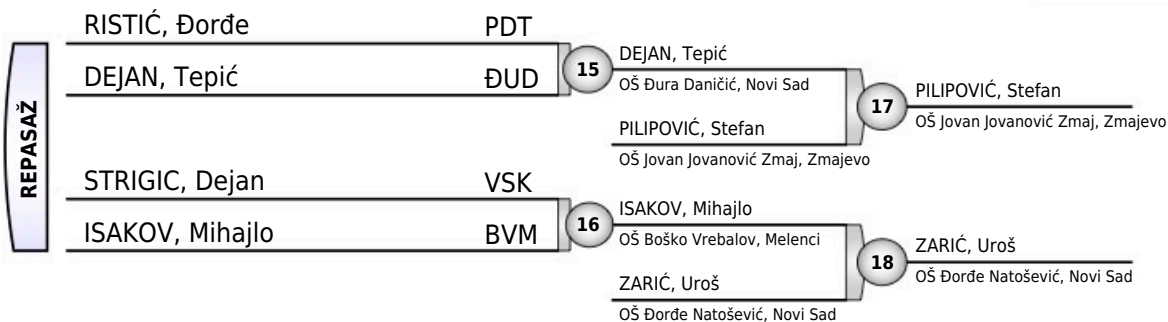 REPASAŽ
RISTIĆ, Đorđe PDT
DEJAN, Tepić ĐUD
15
DEJAN, Tepić
OŠ Đura Daničić, Novi Sad
PILIPOVIĆ, Stefan
OŠ Jovan Jovanović Zmaj, Zmajevo
17
PILIPOVIĆ, Stefan
OŠ Jovan Jovanović Zmaj, Zmajevo
STRIGIC, Dejan VSK
ISAKOV, Mihajlo BVM
16
ISAKOV, Mihajlo
OŠ Boško Vrebalov, Melenci
ZARIĆ, Uroš
OŠ Đorđe Natošević, Novi Sad
18
ZARIĆ, Uroš
OŠ Đorđe Natošević, Novi Sad